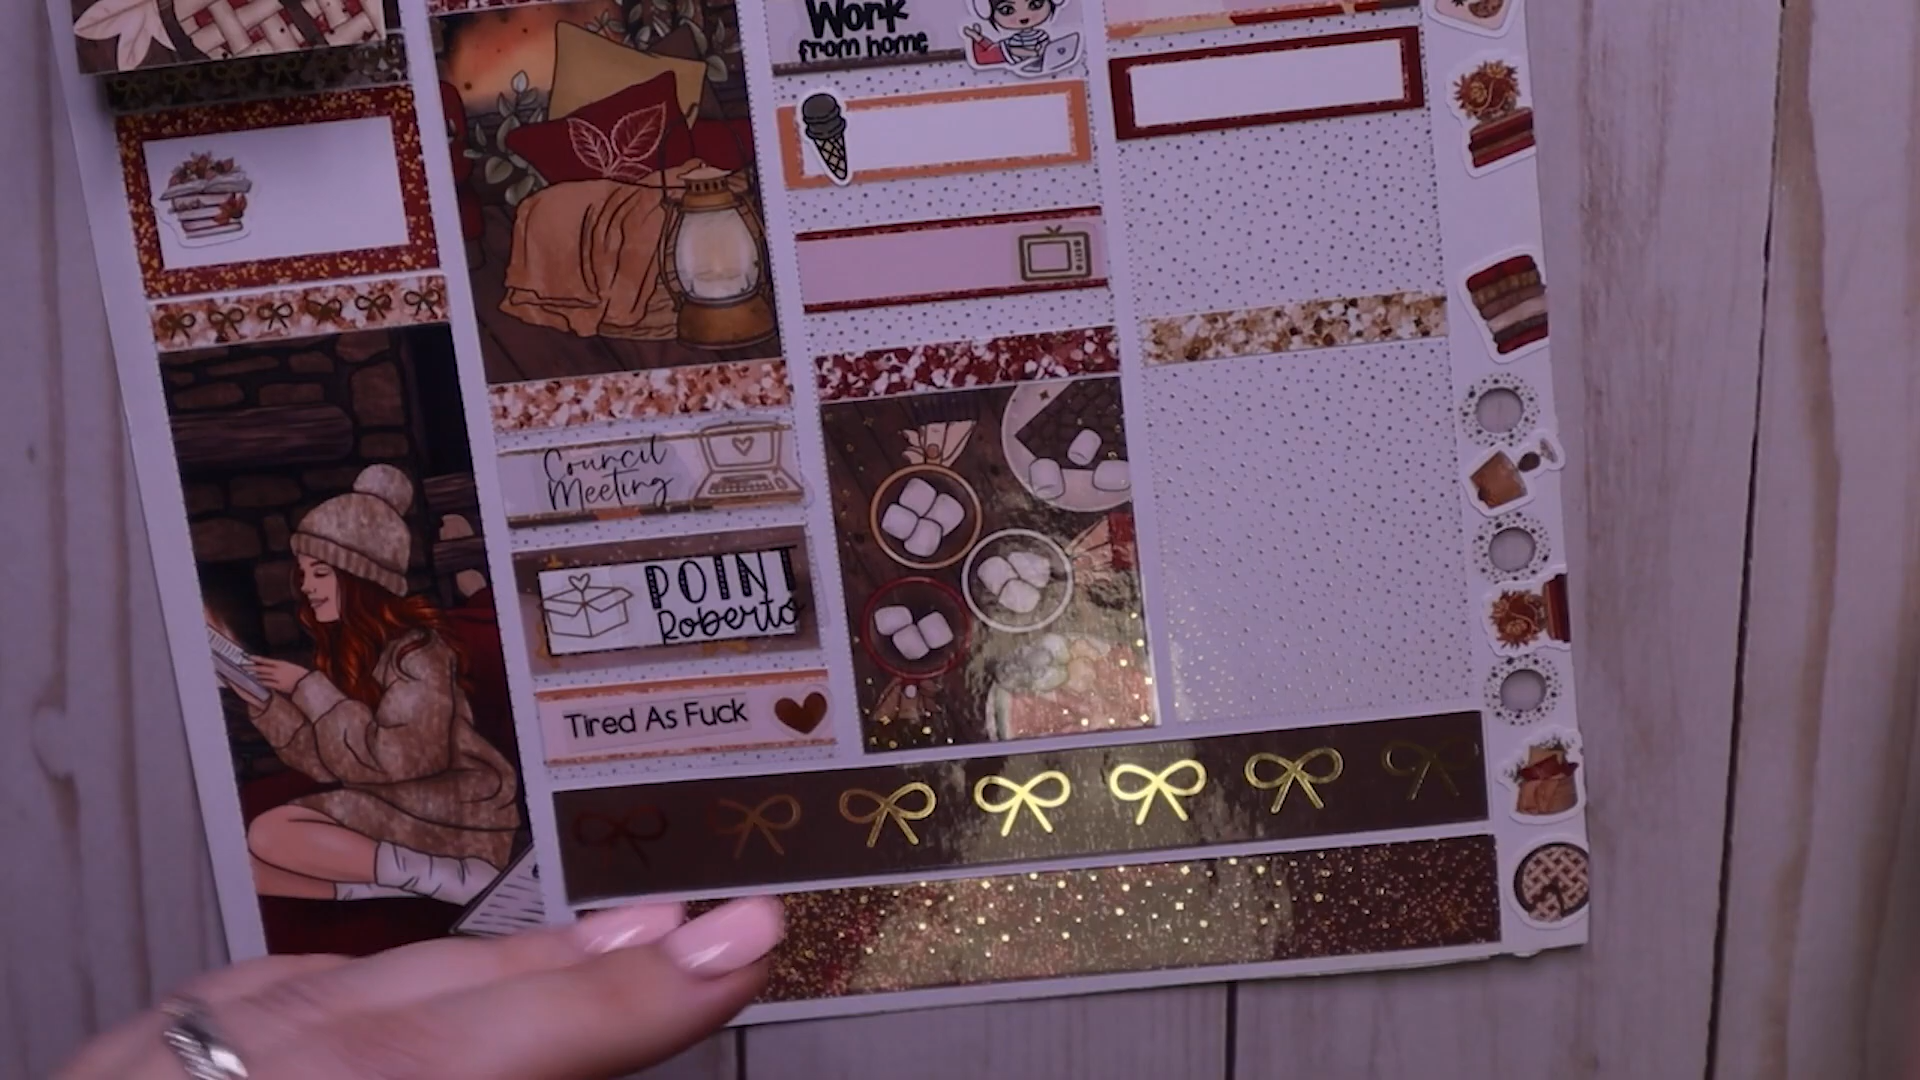 Work
from home
Council
Meeting
POINT
Roberto
Tired As Fuck